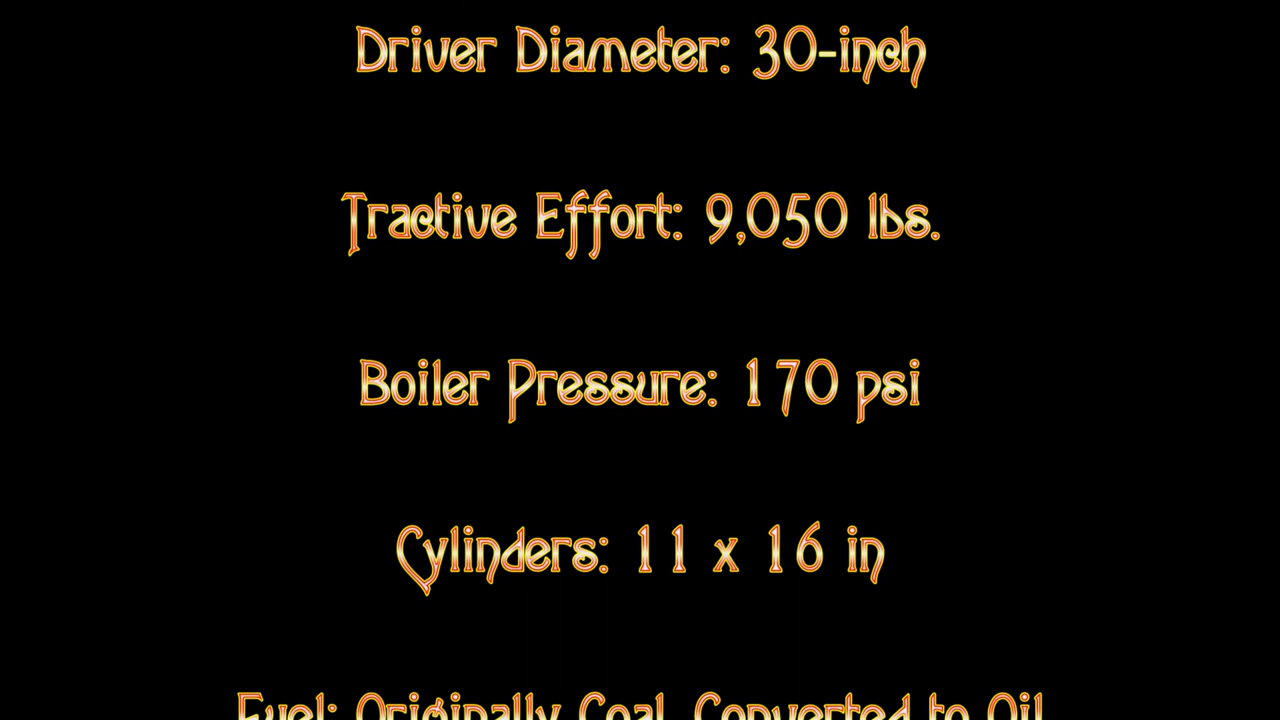 Driver Diameter: 30-inch
Tractive Effort: 9,050 lbs.
Boiler Pressure: 170 psi
Cylinders: 11 x 16 in
Fuel: Originally Coal, Converted to Oil